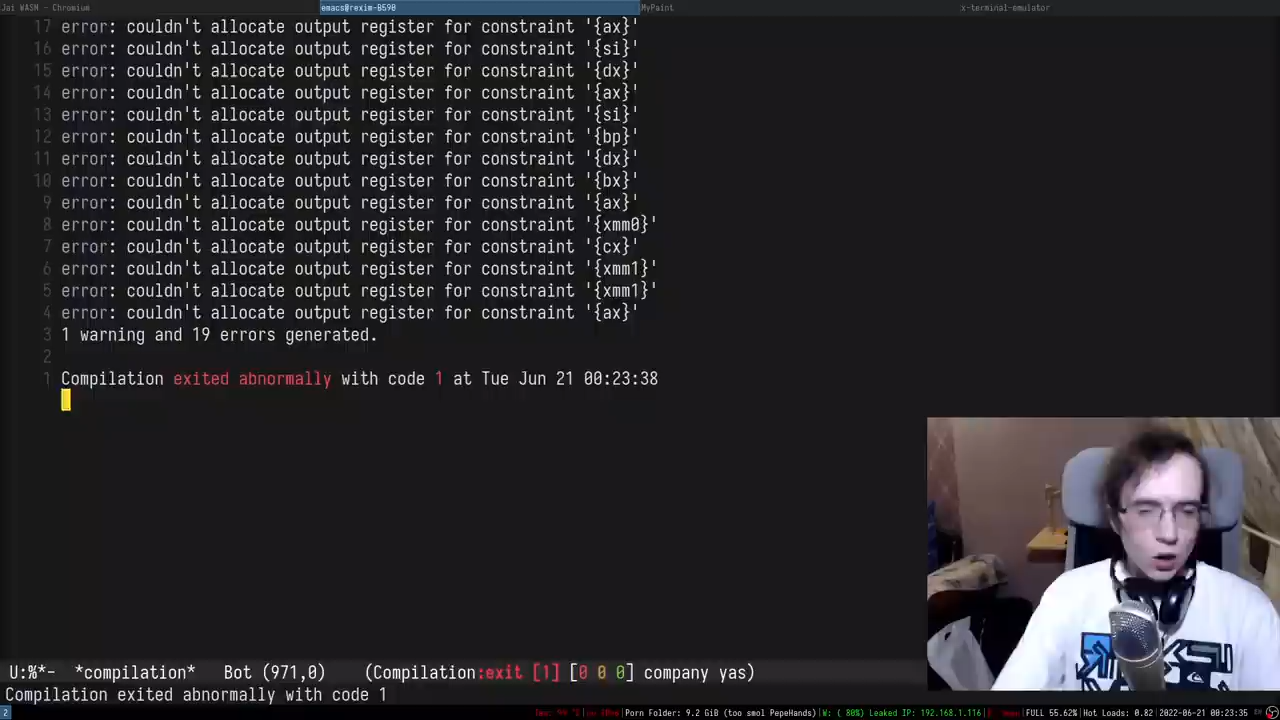 Jai WASM - Chromium
emacs@rexim-B590
MyPaint
x-terminal-emulator
17 error: couldn't allocate output register for constraint '{ax}'
16 error: couldn't allocate output register for constraint '{si}'
15 error: couldn't allocate output register for constraint '{dx}'
14 error: couldn't allocate output register for constraint '{ax}'
13 error: couldn't allocate output register for constraint '{si}'
12 error: couldn't allocate output register for constraint '{bp}'
11 error: couldn't allocate output register for constraint '{dx}'
10 error: couldn't allocate output register for constraint '{bx}'
9 error: couldn't allocate output register for constraint '{ax}'
8 error: couldn't allocate output register for constraint '{xmm0}'
7 error: couldn't allocate output register for constraint '{cx}'
6 error: couldn't allocate output register for constraint '{xmm1}'
5 error: couldn't allocate output register for constraint '{xmm1}'
4 error: couldn't allocate output register for constraint '{ax}'
3 1 warning and 19 errors generated.
2
1 Compilation exited abnormally with code 1 at Tue Jun 21 00:23:38
U:%*- *compilation* Bot (971,0) (Compilation:exit [1] [0 0 0] company yas)
Compilation exited abnormally with code 1
2 Porn Folder: 9.2 GiB (too smol PepeHands) W: ( 80%) Leaked IP: 192.168.1.116 FULL 55.62% Hot Loads: 0.82 2022-06-21 00:23:35